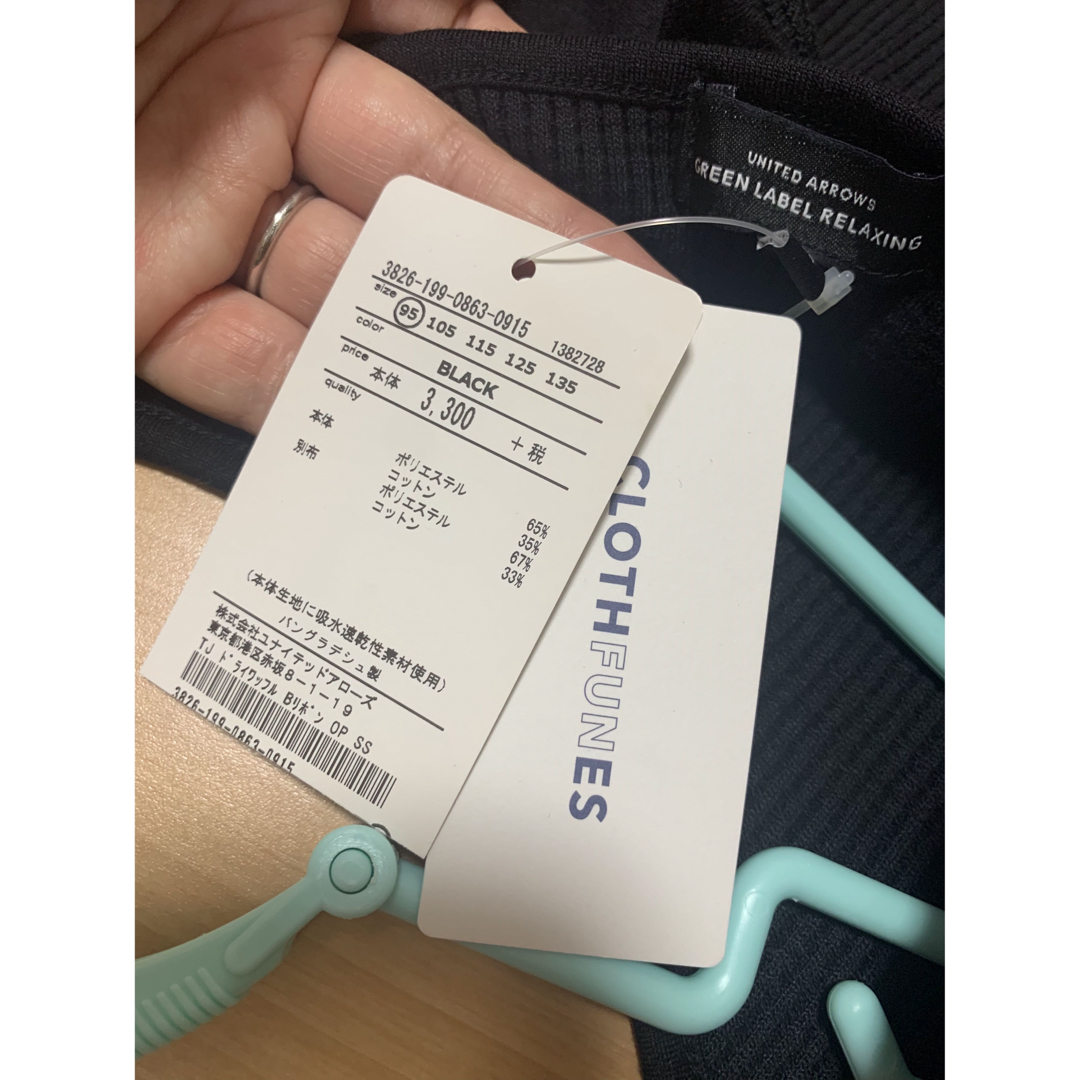 UNITED ARROWS
GREEN LABEL RELAXING
3826-199-0863-0915 1382728
size 95 105 115 125 135
color BLACK
price 本体 3,300 +税
quality
本体 ポリエステル 65%
コットン 35%
別布 ポリエステル 67%
コットン 33%
(本体生地に吸水速乾性素材使用)
バングラデシュ製
株式会社ユナイテッドアローズ
東京都港区赤坂8-1-19
TJ ドライワッフル Bリボン OP SS
3826-199-0863-0915
CLOTHFUNES